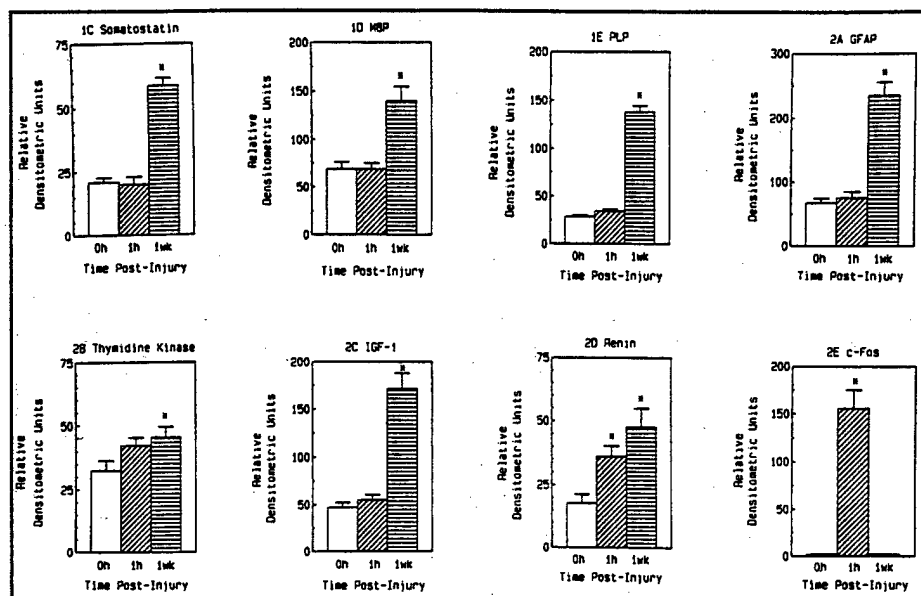 1C Somatostatin
75
50
25
0
Relative
Densitometric Units
*
0h 1h 1wk
Time Post-Injury
1D MBP
200
150
100
50
0
Relative
Densitometric Units
*
0h 1h 1wk
Time Post-Injury
1E PLP
200
150
100
50
0
Relative
Densitometric Units
*
0h 1h 1wk
Time Post-Injury
2A GFAP
300
200
100
0
Relative
Densitometric Units
*
0h 1h 1wk
Time Post-Injury
2B Thymidine Kinase
75
50
25
0
Relative
Densitometric Units
*
0h 1h 1wk
Time Post-Injury
2C IGF-1
200
150
100
50
0
Relative
Densitometric Units
*
0h 1h 1wk
Time Post-Injury
2D Renin
75
50
25
0
Relative
Densitometric Units
* *
0h 1h 1wk
Time Post-Injury
2E c-Fos
200
150
100
50
0
Relative
Densitometric Units
*
0h 1h 1wk
Time Post-Injury